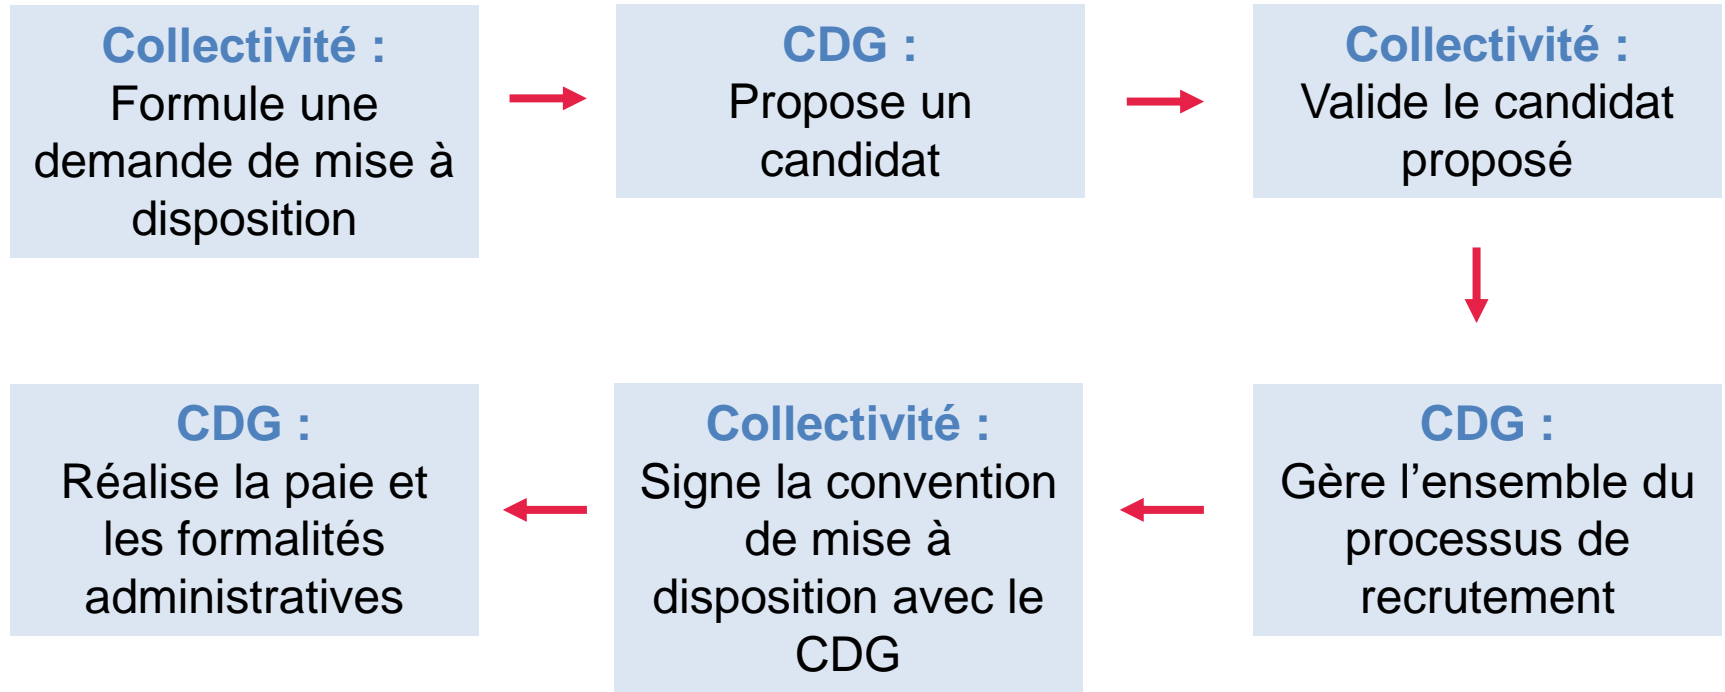 Collectivité :
Formule une
demande de mise à
disposition
CDG :
Propose un
candidat
Collectivité :
Valide le candidat
proposé
CDG :
Gère l’ensemble du
processus de
recrutement
Collectivité :
Signe la convention
de mise à
disposition avec le
CDG
CDG :
Réalise la paie et
les formalités
administratives